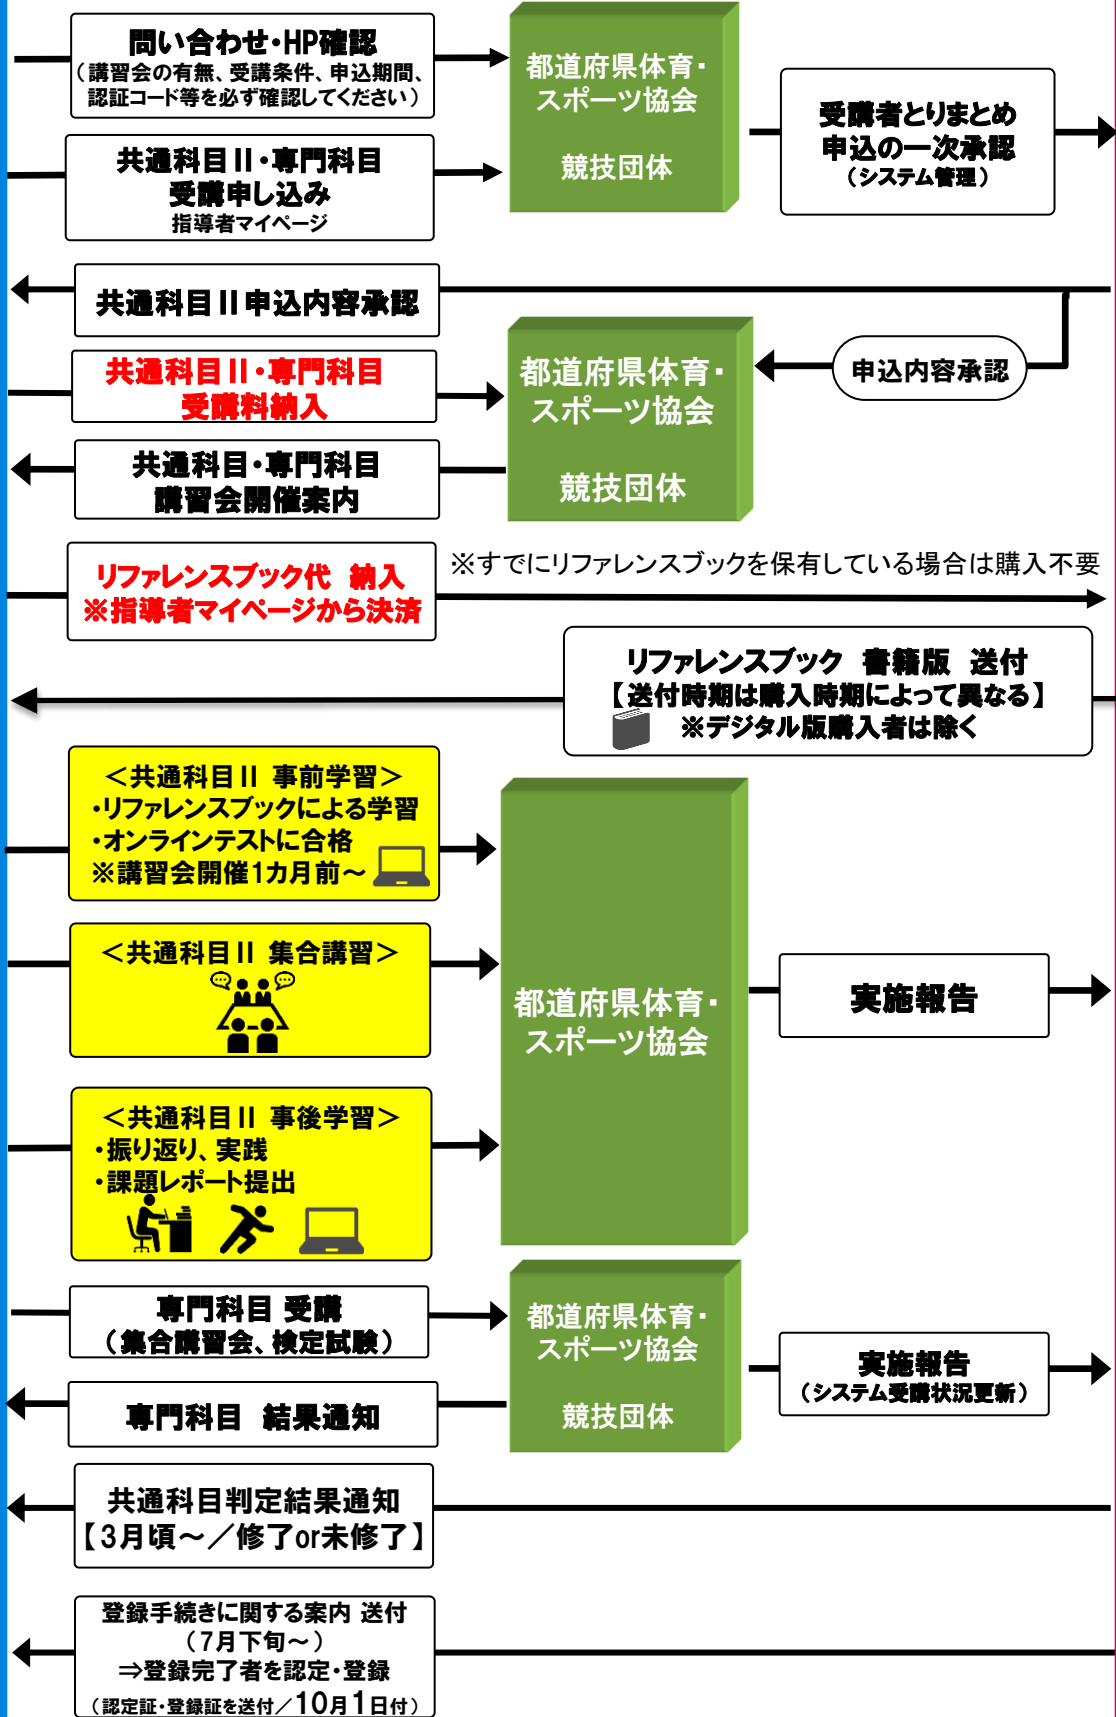 問い合わせ・HP確認
（講習会の有無、受講条件、申込期間、
認証コード等を必ず確認してください）
都道府県体育・
スポーツ協会
競技団体
受講者とりまとめ
申込の一次承認
（システム管理）
共通科目Ⅱ・専門科目
受講申し込み
指導者マイページ
共通科目Ⅱ申込内容承認
申込内容承認
共通科目Ⅱ・専門科目
受講料納入
都道府県体育・
スポーツ協会
競技団体
共通科目・専門科目
講習会開催案内
リファレンスブック代 納入
※指導者マイページから決済
※すでにリファレンスブックを保有している場合は購入不要
リファレンスブック 書籍版 送付
【送付時期は購入時期によって異なる】
※デジタル版購入者は除く
＜共通科目Ⅱ 事前学習＞
・リファレンスブックによる学習
・オンラインテストに合格
※講習会開催1カ月前～
＜共通科目Ⅱ 集合講習＞
都道府県体育・
スポーツ協会
実施報告
＜共通科目Ⅱ 事後学習＞
・振り返り、実践
・課題レポート提出
専門科目 受講
（集合講習会、検定試験）
都道府県体育・
スポーツ協会
競技団体
実施報告
（システム受講状況更新）
専門科目 結果通知
共通科目判定結果通知
【3月頃～／修了or未修了】
登録手続きに関する案内 送付
（7月下旬～）
⇒登録完了者を認定・登録
（認定証・登録証を送付／10月1日付）